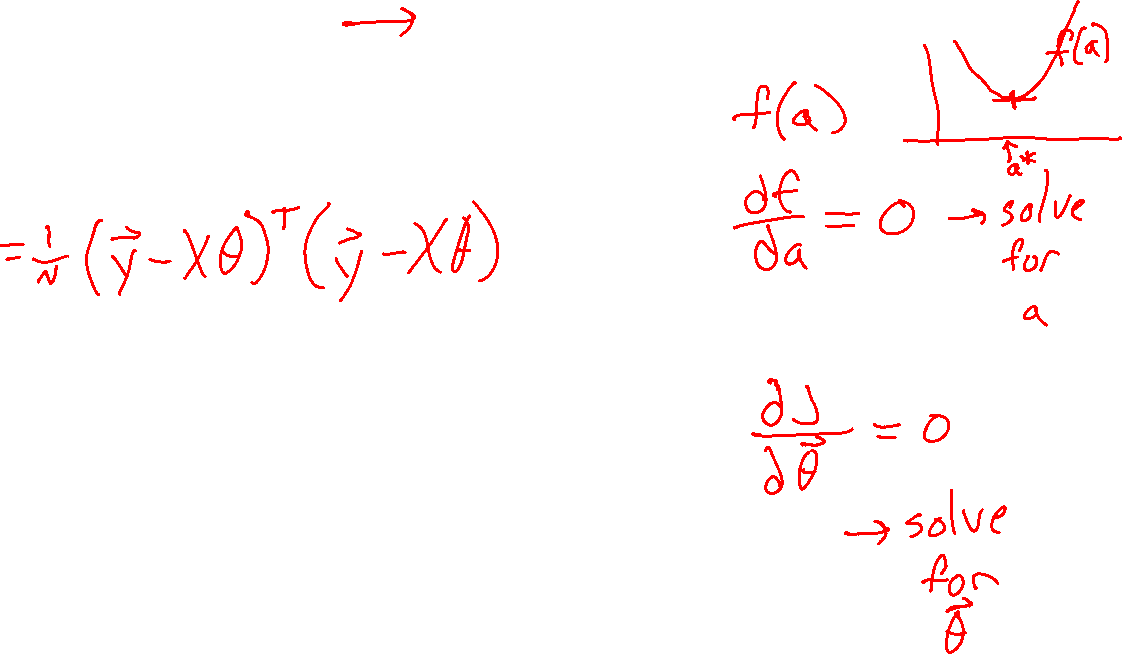 →
f(a)
f(a)
a*
df/da = 0 → solve
for
a
= 1/N (y⃗ - Xθ)ᵀ (y⃗ - Xθ)
∂J/∂θ⃗ = 0
→ solve
for
θ⃗